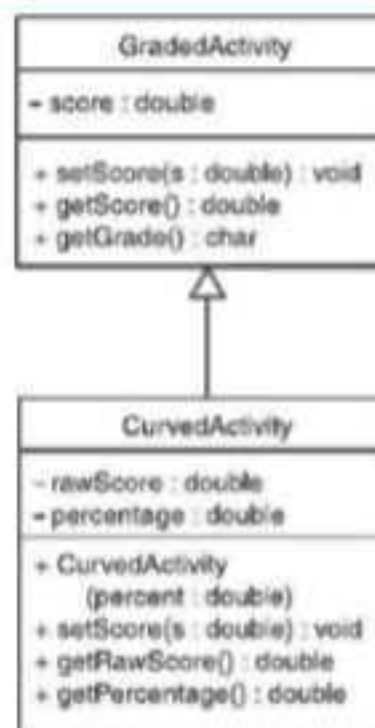 GradedActivity
- score : double
+ setScore(s : double) : void
+ getScore() : double
+ getGrade() : char
CurvedActivity
- rawScore : double
- percentage : double
+ CurvedActivity
(percent : double)
+ setScore(s : double) : void
+ getRawScore() : double
+ getPercentage() : double